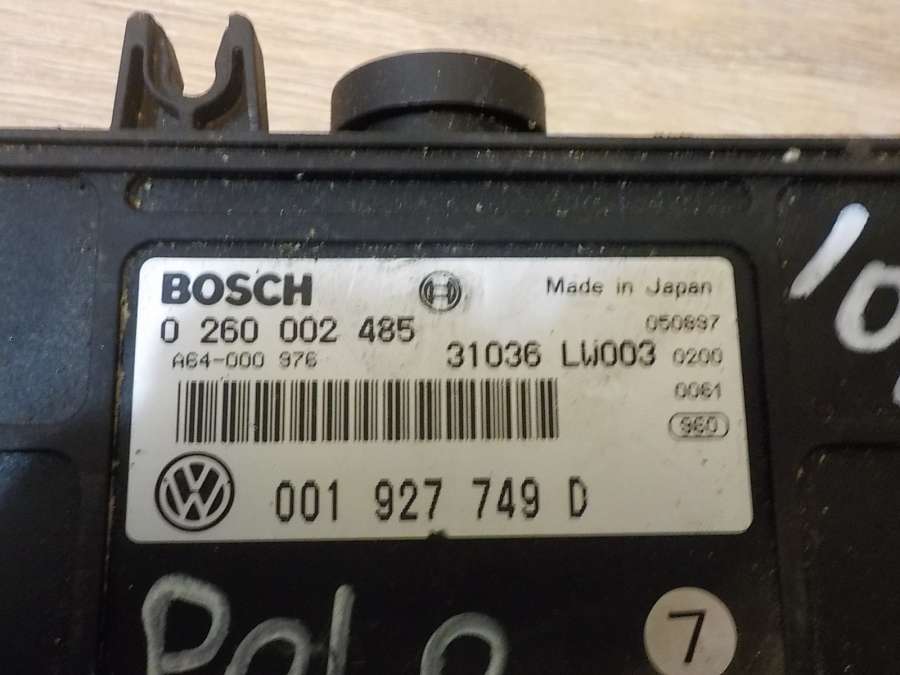 BOSCH
Made in Japan
0 260 002 485
050897
A64-000 976
31036 LW003 0200
0061
960
001 927 749 D
POLO
7